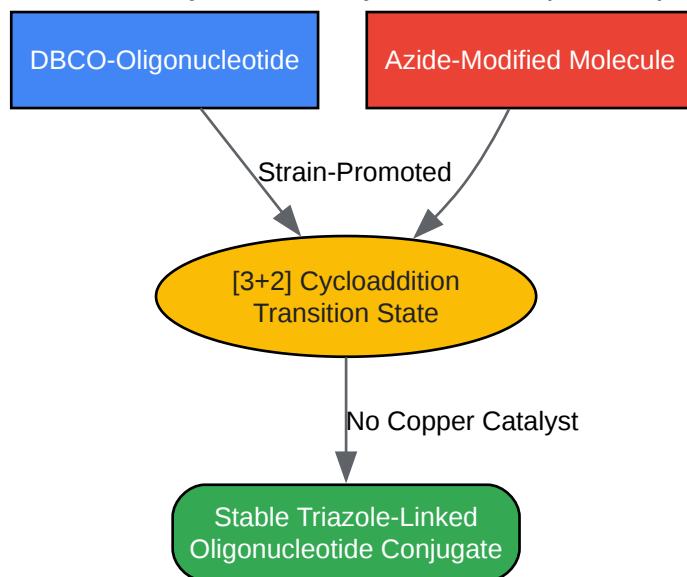 DBCO-Oligonucleotide
Azide-Modified Molecule
Strain-Promoted
[3+2] Cycloaddition
Transition State
No Copper Catalyst
Stable Triazole-Linked
Oligonucleotide Conjugate